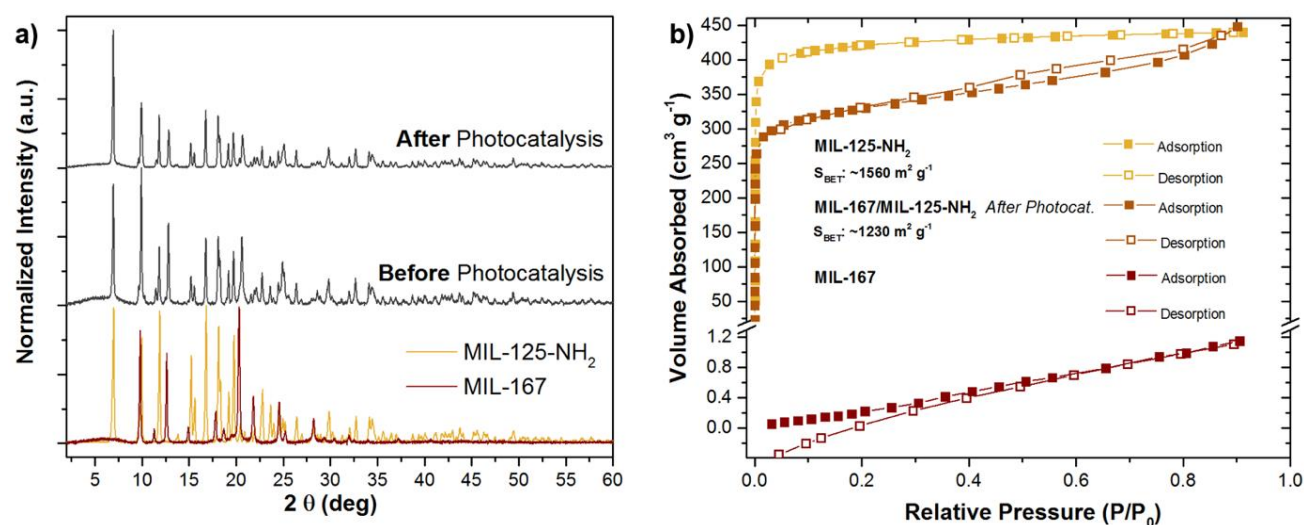 a)
Normalized Intensity (a.u.)
After Photocatalysis
Before Photocatalysis
MIL-125-NH₂
MIL-167
5 10 15 20 25 30 35 40 45 50 55 60
2 θ (deg)
b)
Volume Absorbed (cm³ g⁻¹)
450
400
350
300
250
200
150
100
50
1.2
0.8
0.4
0.0
MIL-125-NH₂
S_BET: ~1560 m² g⁻¹
MIL-167/MIL-125-NH₂ After Photocat.
S_BET: ~1230 m² g⁻¹
MIL-167
Adsorption
Desorption
Adsorption
Desorption
Adsorption
Desorption
0.0 0.2 0.4 0.6 0.8 1.0
Relative Pressure (P/P₀)